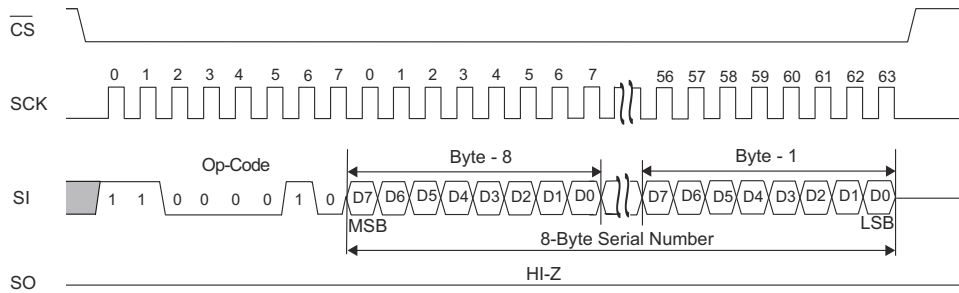 CS
0 1 2 3 4 5 6 7 0 1 2 3 4 5 6 7 56 57 58 59 60 61 62 63
SCK
Op-Code Byte - 8 Byte - 1
SI 1 1 0 0 0 0 1 0 D7 D6 D5 D4 D3 D2 D1 D0 D7 D6 D5 D4 D3 D2 D1 D0
MSB LSB
8-Byte Serial Number
HI-Z
SO